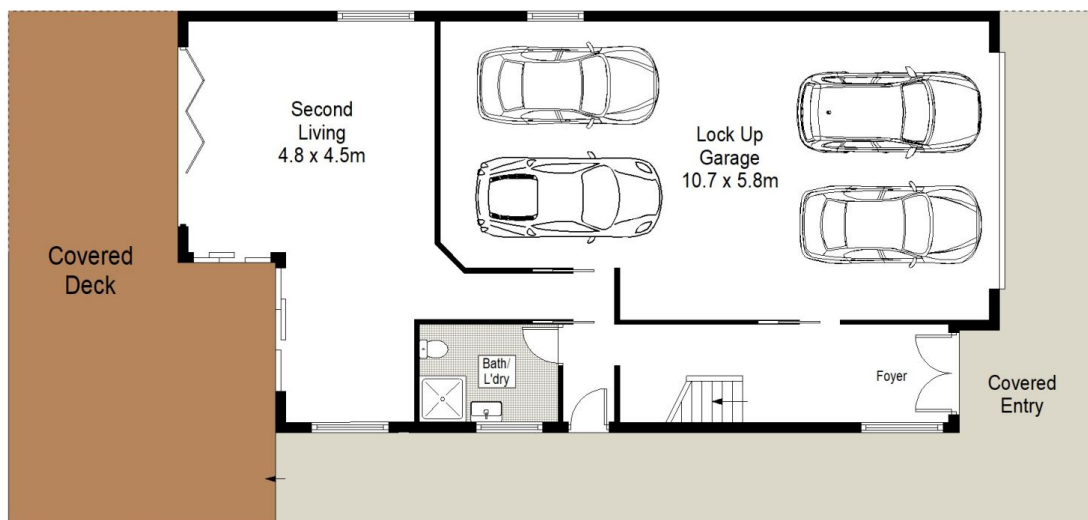 Second
Living
4.8 x 4.5m
Lock Up
Garage
10.7 x 5.8m
Covered
Deck
Bath/
L'dry
Foyer
Covered
Entry